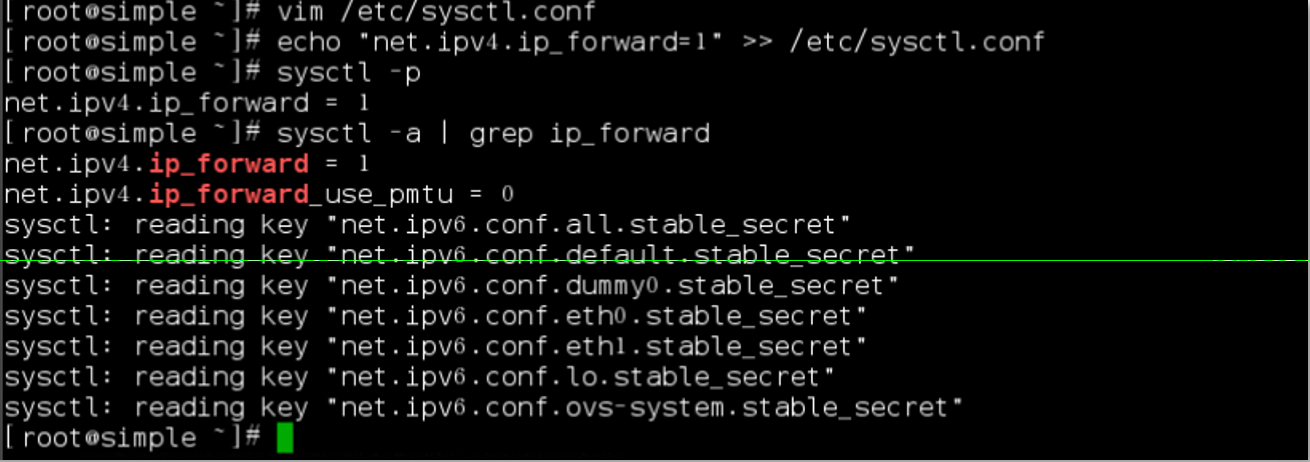 [root@simple ~]# vim /etc/sysctl.conf
[root@simple ~]# echo "net.ipv4.ip_forward=1" >> /etc/sysctl.conf
[root@simple ~]# sysctl -p
net.ipv4.ip_forward = 1
[root@simple ~]# sysctl -a | grep ip_forward
net.ipv4.ip_forward = 1
net.ipv4.ip_forward_use_pmtu = 0
sysctl: reading key "net.ipv6.conf.all.stable_secret"
sysctl: reading key "net.ipv6.conf.default.stable_secret"
sysctl: reading key "net.ipv6.conf.dummy0.stable_secret"
sysctl: reading key "net.ipv6.conf.eth0.stable_secret"
sysctl: reading key "net.ipv6.conf.eth1.stable_secret"
sysctl: reading key "net.ipv6.conf.lo.stable_secret"
sysctl: reading key "net.ipv6.conf.ovs-system.stable_secret"
[root@simple ~]#